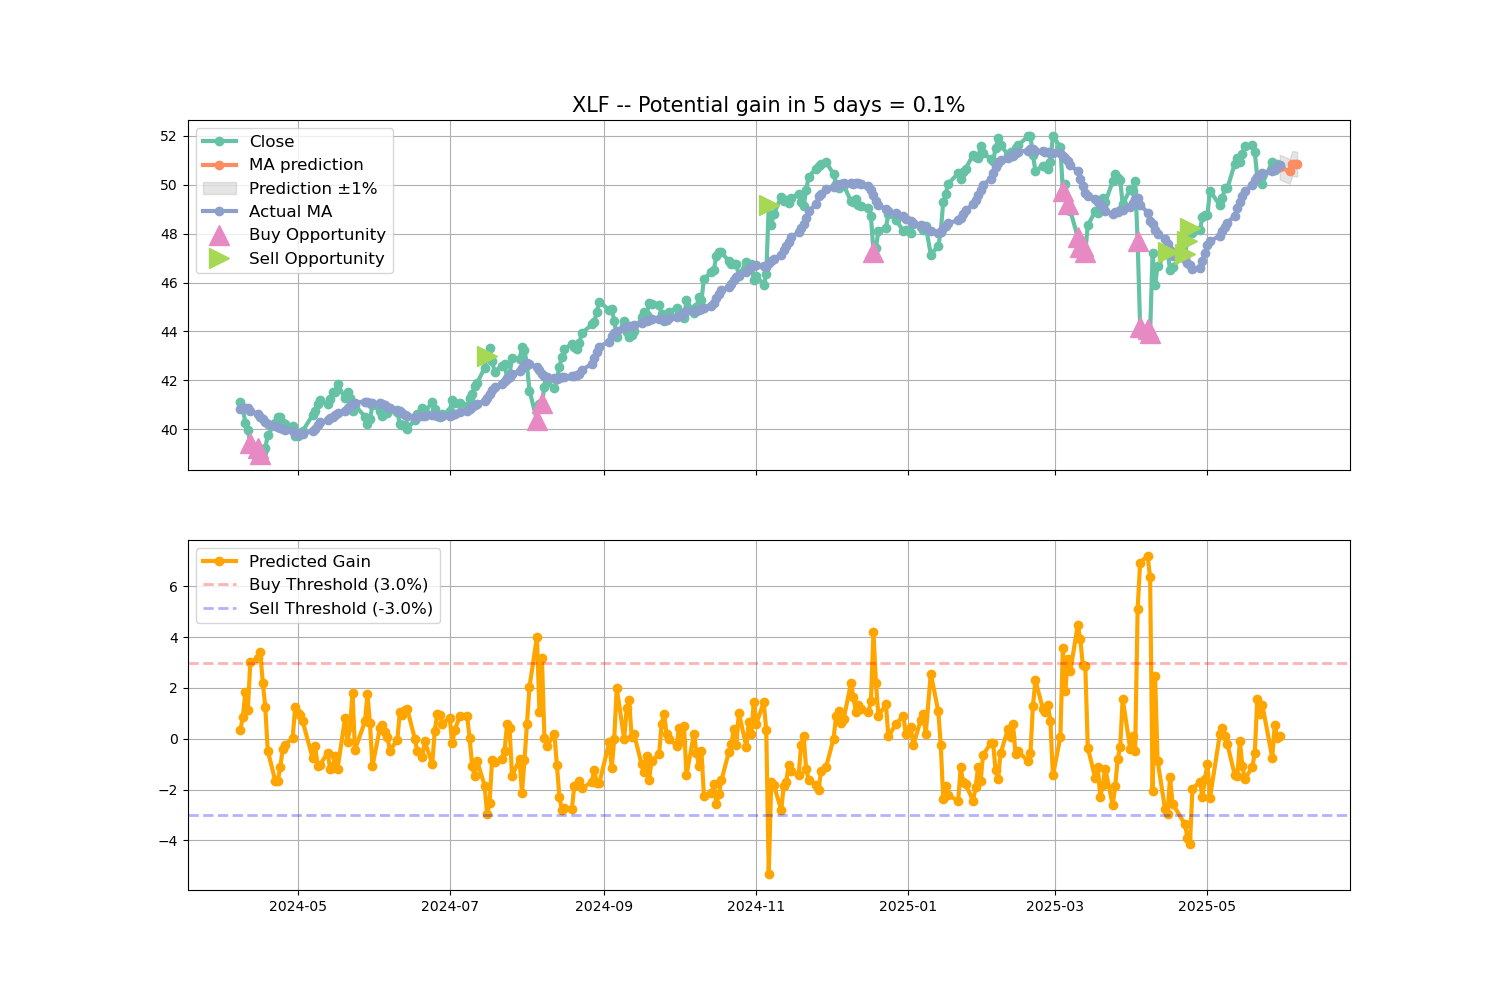 XLF -- Potential gain in 5 days = 0.1%
52
50
48
46
44
42
40
Close
MA prediction
Prediction ±1%
Actual MA
Buy Opportunity
Sell Opportunity
6
4
2
0
−2
−4
Predicted Gain
Buy Threshold (3.0%)
Sell Threshold (-3.0%)
2024-05
2024-07
2024-09
2024-11
2025-01
2025-03
2025-05